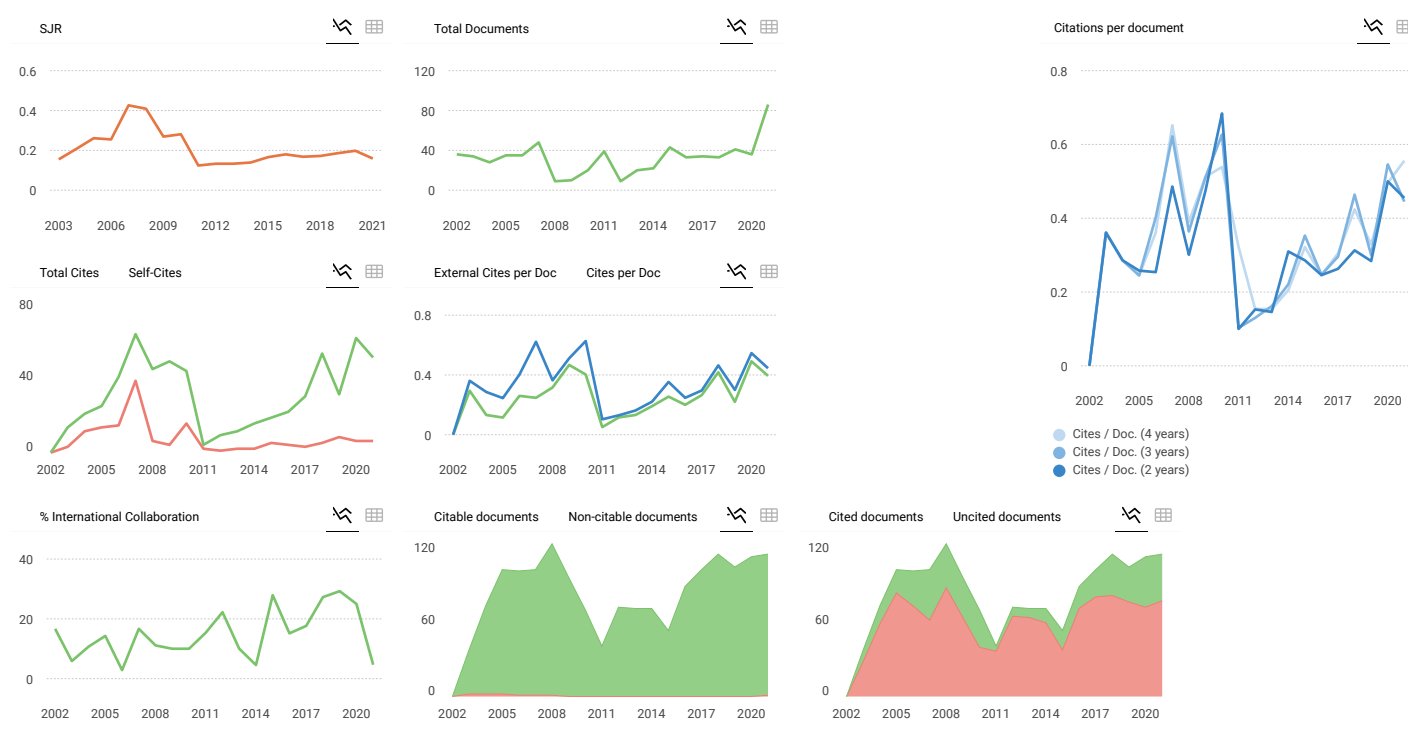 SJR
0.6
0.4
0.2
0
2003 2006 2009 2012 2015 2018 2021
Total Documents
120
80
40
0
2002 2005 2008 2011 2014 2017 2020
Citations per document
0.8
0.6
0.4
0.2
0
2002 2005 2008 2011 2014 2017 2020
Cites / Doc. (4 years)
Cites / Doc. (3 years)
Cites / Doc. (2 years)
Total Cites Self-Cites
80
40
0
2002 2005 2008 2011 2014 2017 2020
External Cites per Doc Cites per Doc
0.8
0.4
0
2002 2005 2008 2011 2014 2017 2020
% International Collaboration
40
20
0
2002 2005 2008 2011 2014 2017 2020
Citable documents Non-citable documents
120
60
0
2002 2005 2008 2011 2014 2017 2020
Cited documents Uncited documents
120
60
0
2002 2005 2008 2011 2014 2017 2020